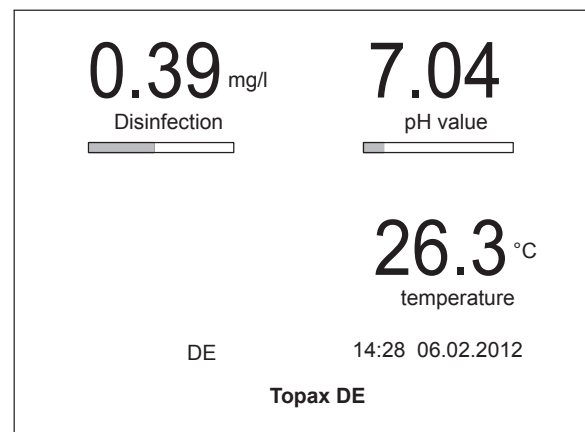 0.39 mg/l 7.04
Disinfection pH value
26.3 °C
temperature
DE 14:28 06.02.2012
Topax DE